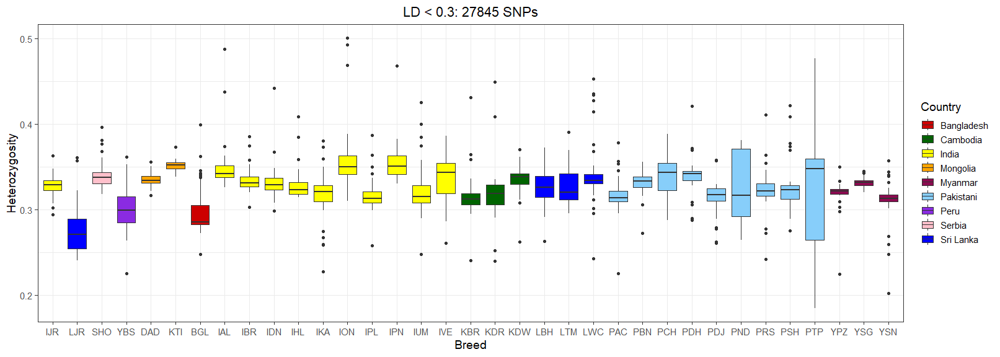 LD < 0.3: 27845 SNPs
0.5
0.4
0.3
0.2
Heterozygosity
IJR LJR SHO YBS DAD KTI BGL IAL IBR IDN IHL IKA ION IPL IPN IUM IVE KBR KDR KDW LBH LTM LWC PAC PBN PCH PDH PDJ PND PRS PSH PTP YPZ YSG YSN
Breed
Country
Bangladesh
Cambodia
India
Mongolia
Myanmar
Pakistani
Peru
Serbia
Sri Lanka